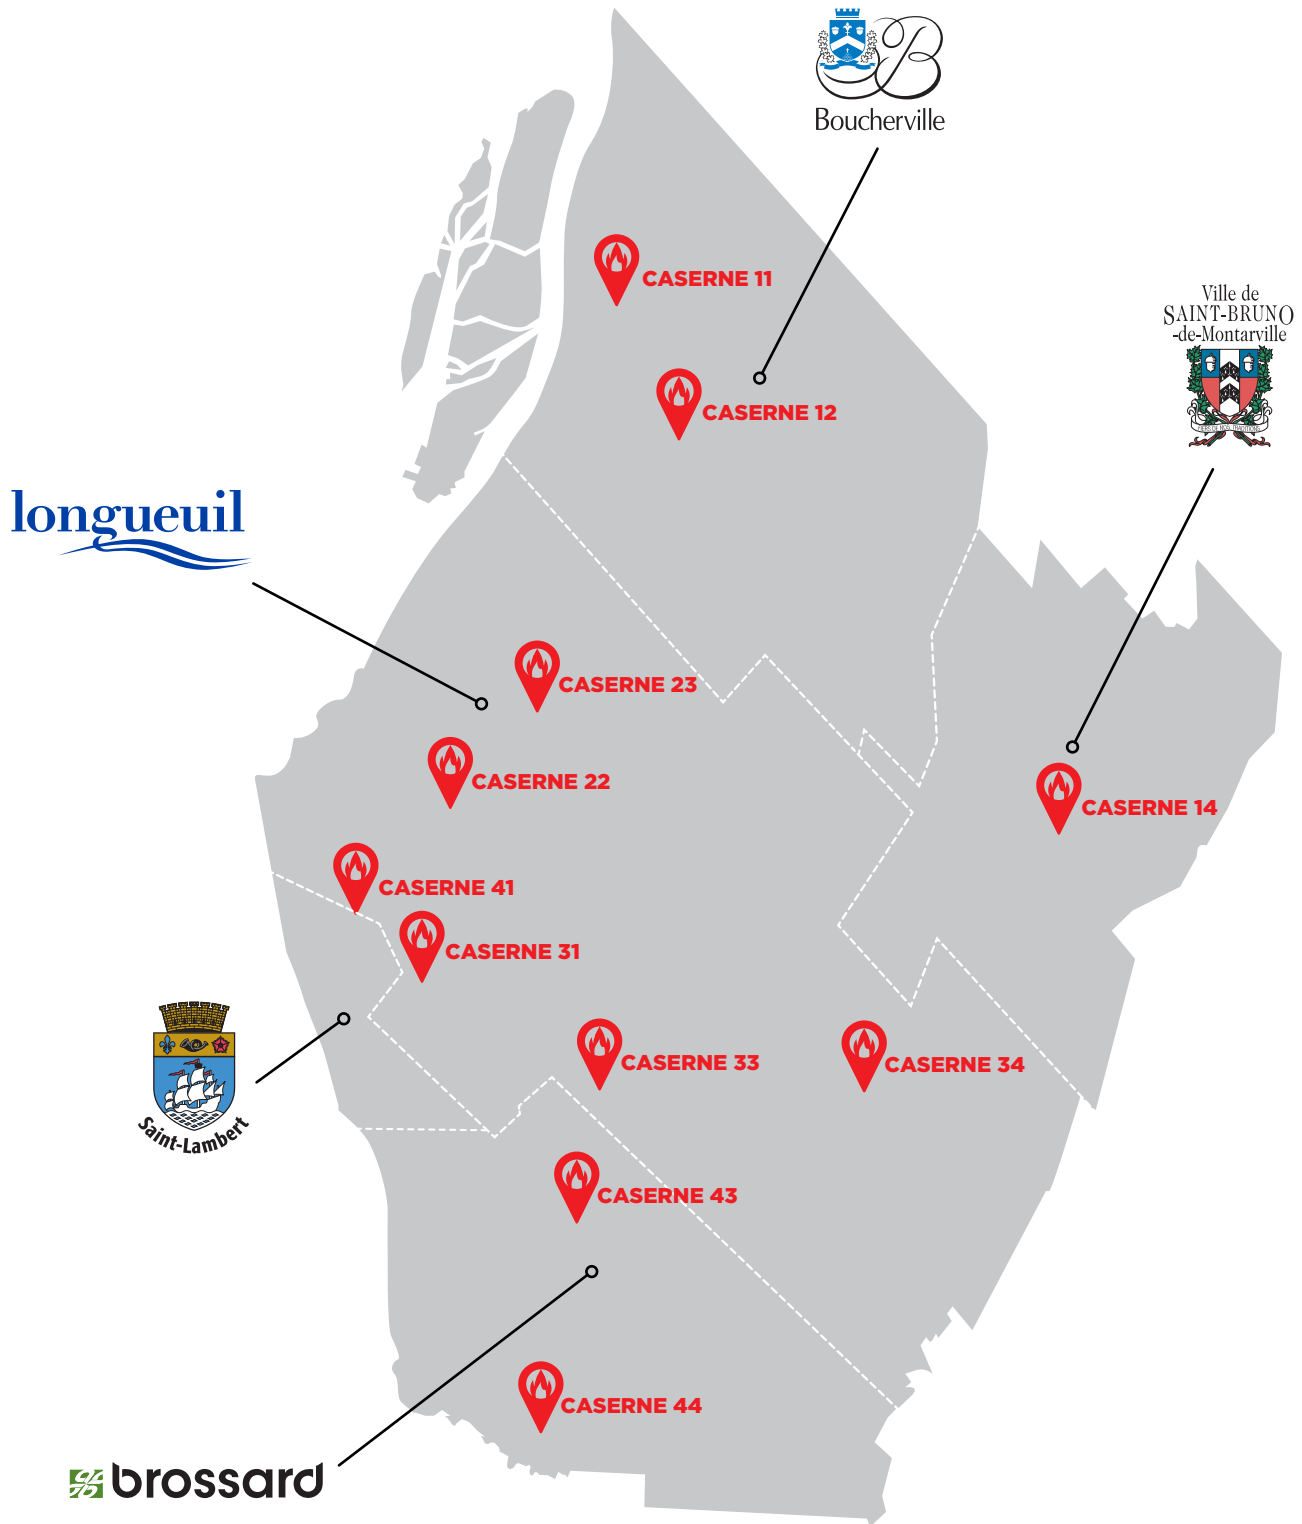 Boucherville
CASERNE 11
Ville de
SAINT-BRUNO
-de-Montarville
CASERNE 12
longueuil
CASERNE 23
CASERNE 22
CASERNE 14
CASERNE 41
CASERNE 31
Saint-Lambert
CASERNE 33
CASERNE 34
CASERNE 43
CASERNE 44
brossard